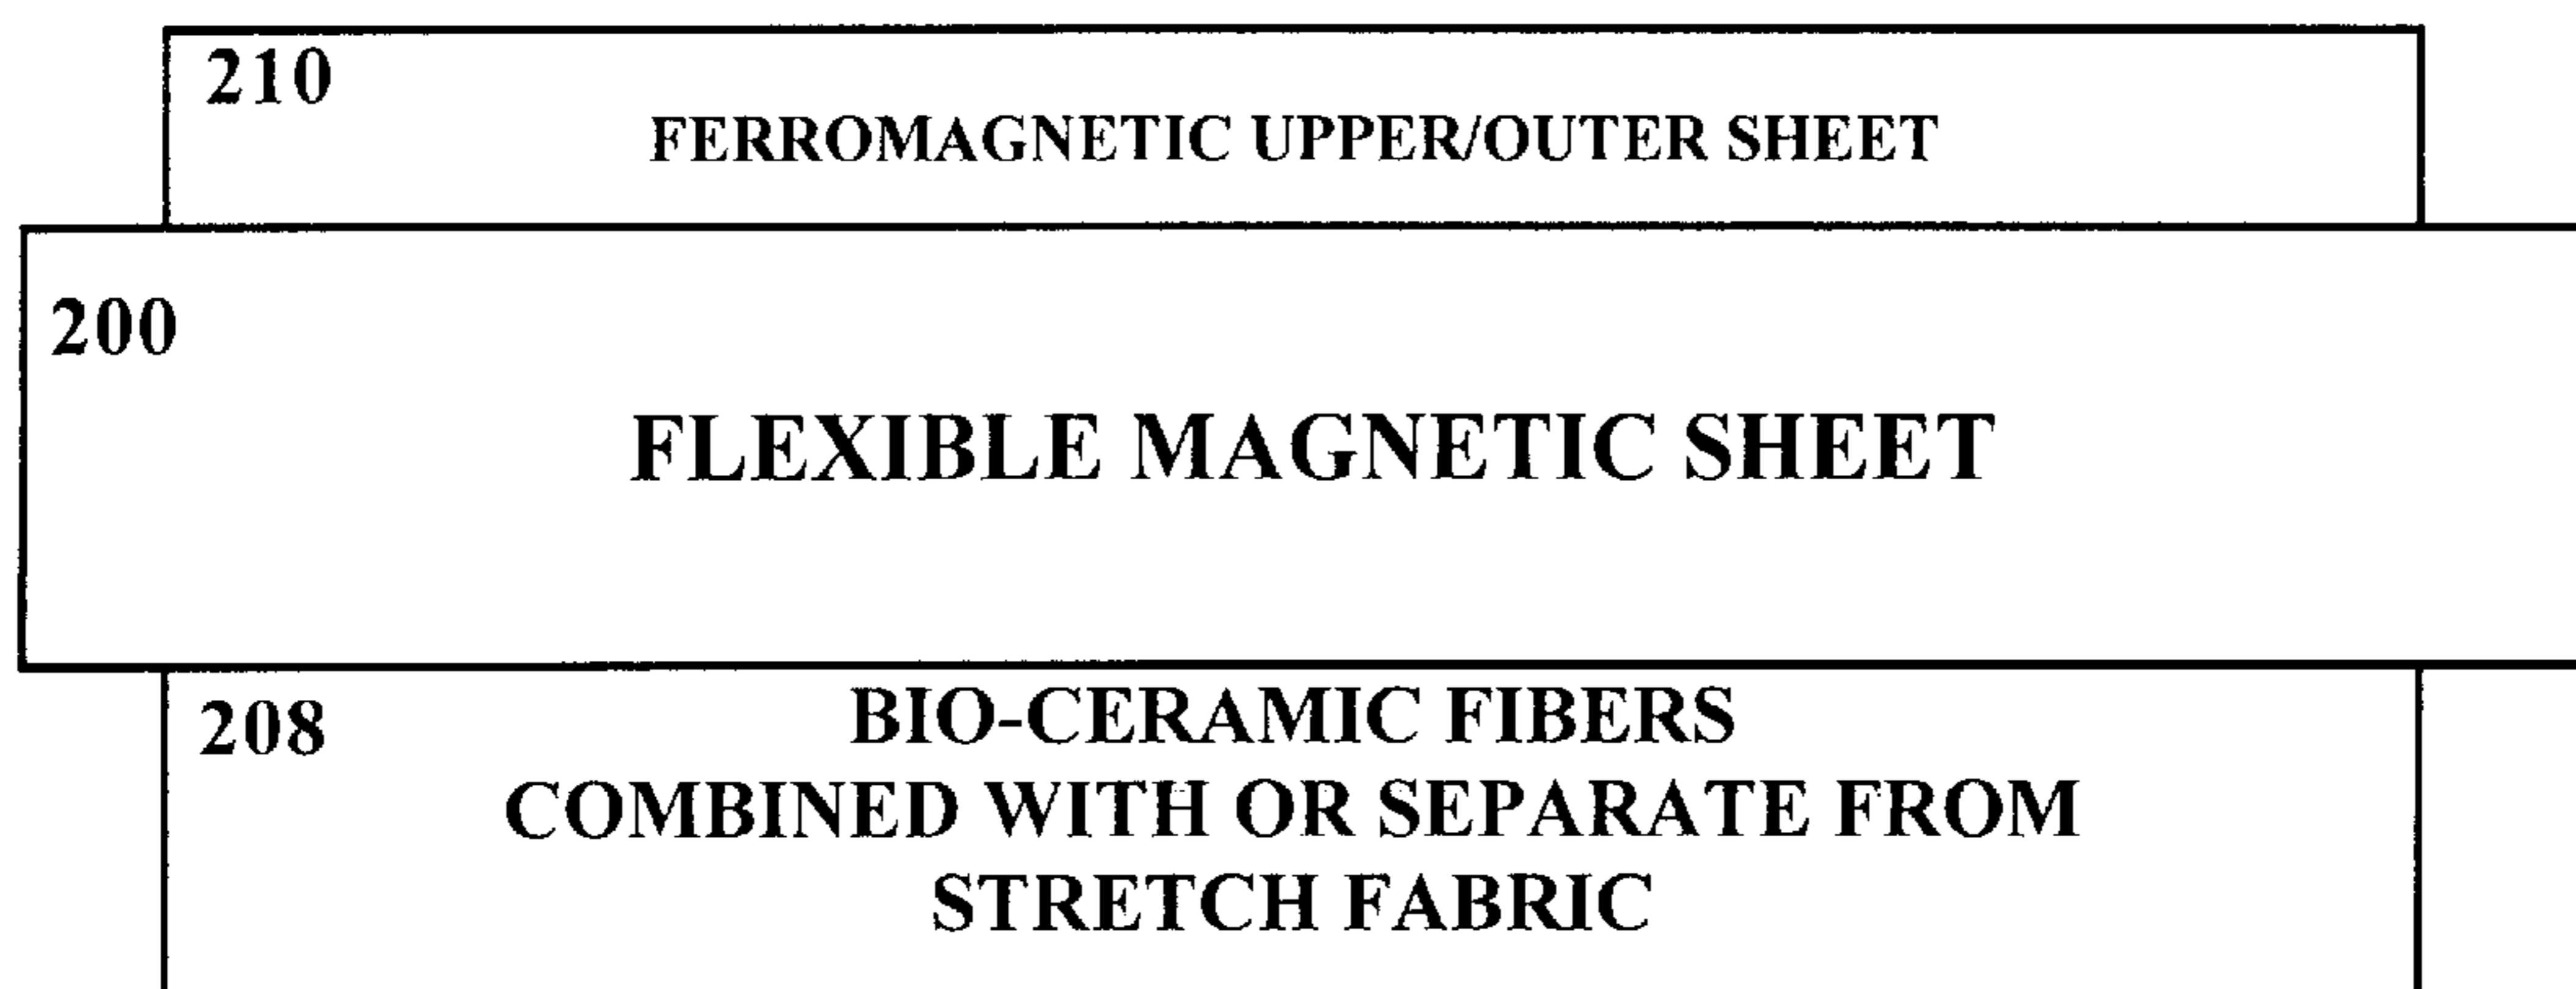 210
FERROMAGNETIC UPPER/OUTER SHEET
200
FLEXIBLE MAGNETIC SHEET
208
BIO-CERAMIC FIBERS
COMBINED WITH OR SEPARATE FROM
STRETCH FABRIC